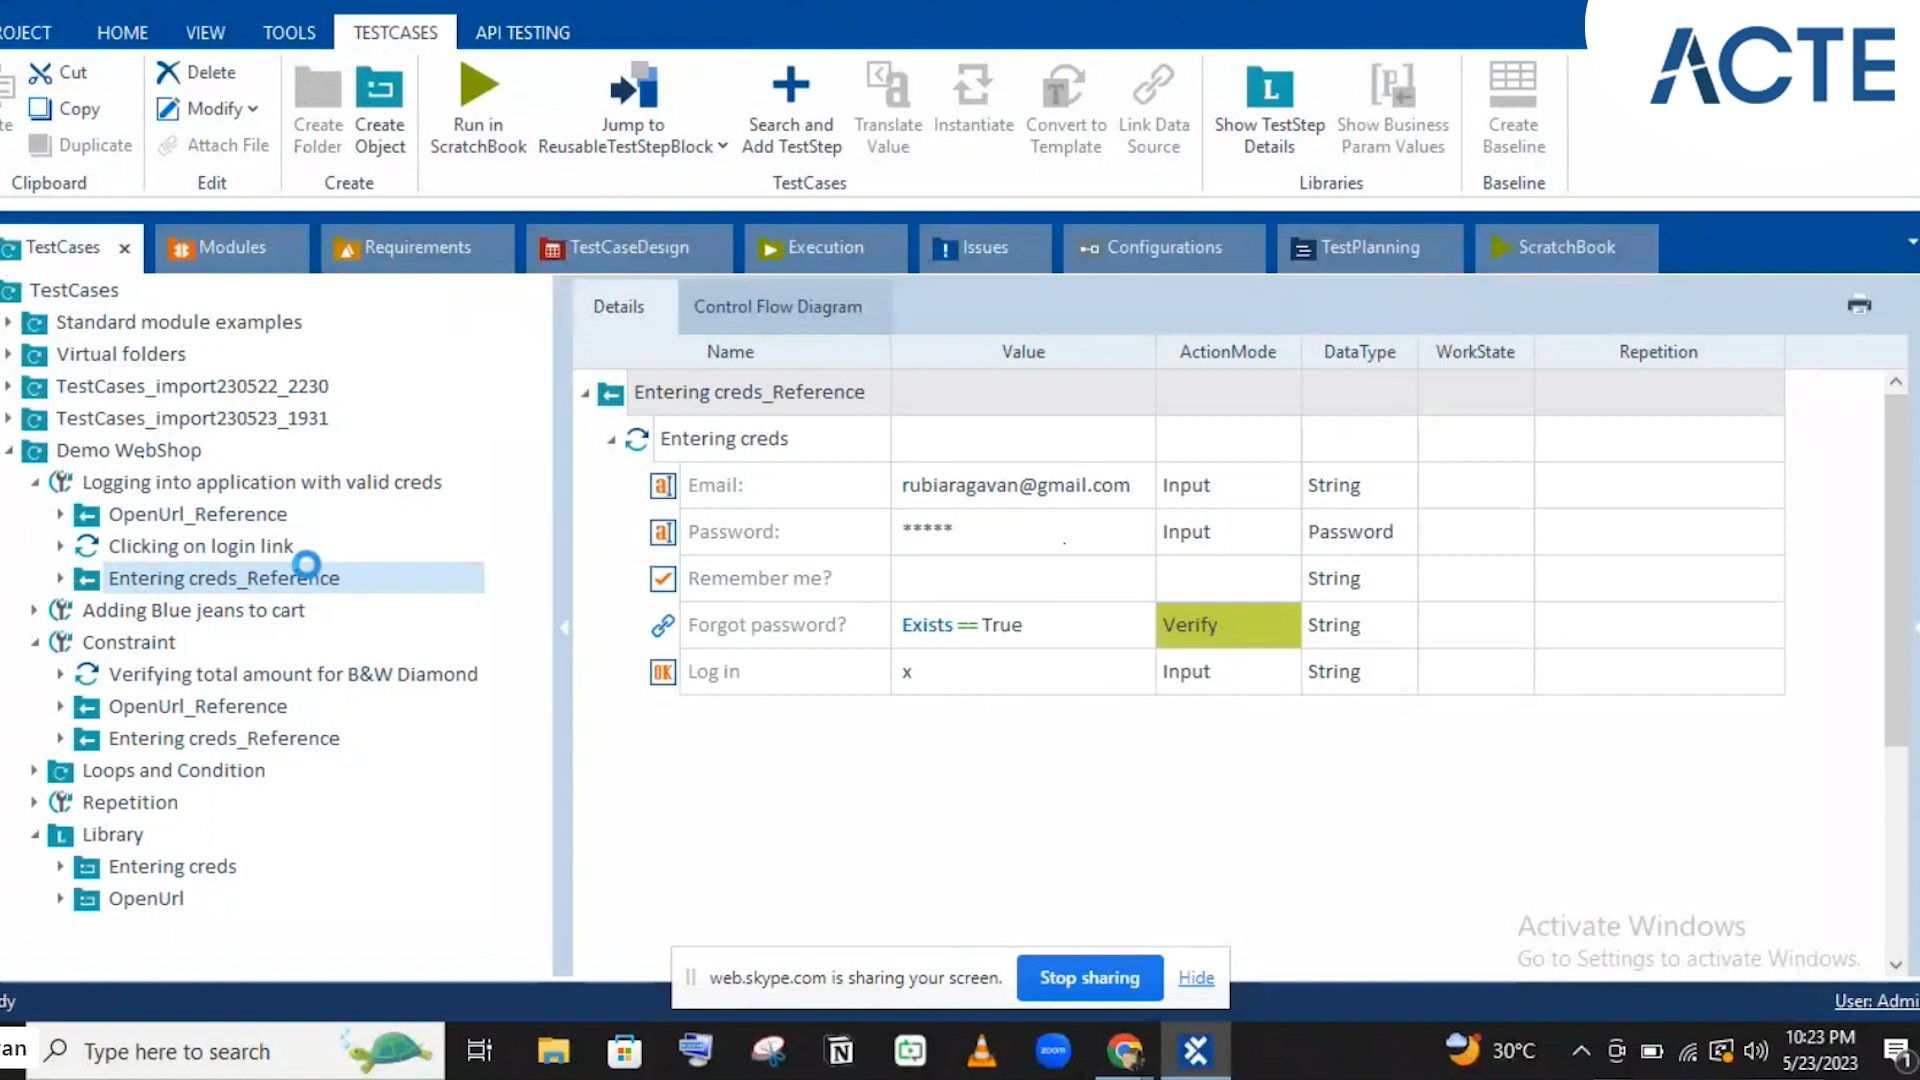 ROJECT HOME VIEW TOOLS TESTCASES API TESTING
ACTE
Cut
Copy
Duplicate
Clipboard
Delete
Modify
Attach File
Edit
Create
Folder
Create
Object
Create
Run in
ScratchBook
Jump to
ReusableTestStepBlock
Search and
Add TestStep
Translate
Value
Instantiate
Convert to
Template
Link Data
Source
TestCases
Show TestStep
Details
Show Business
Param Values
Libraries
Create
Baseline
Baseline
TestCases x Modules Requirements TestCaseDesign Execution Issues Configurations TestPlanning ScratchBook
TestCases
Standard module examples
Virtual folders
TestCases_import230522_2230
TestCases_import230523_1931
Demo WebShop
Logging into application with valid creds
OpenUrl_Reference
Clicking on login link
Entering creds_Reference
Adding Blue jeans to cart
Constraint
Verifying total amount for B&W Diamond
OpenUrl_Reference
Entering creds_Reference
Loops and Condition
Repetition
Library
Entering creds
OpenUrl
Details Control Flow Diagram
Name Value ActionMode DataType WorkState Repetition
Entering creds_Reference
Entering creds
Email: rubiaragavan@gmail.com Input String
Password: ***** Input Password
Remember me? String
Forgot password? Exists == True Verify String
Log in x Input String
Activate Windows
Go to Settings to activate Windows.
web.skype.com is sharing your screen. Stop sharing Hide
dy
User: Admi
van
Type here to search
zoom
30°C
10:23 PM
5/23/2023
1